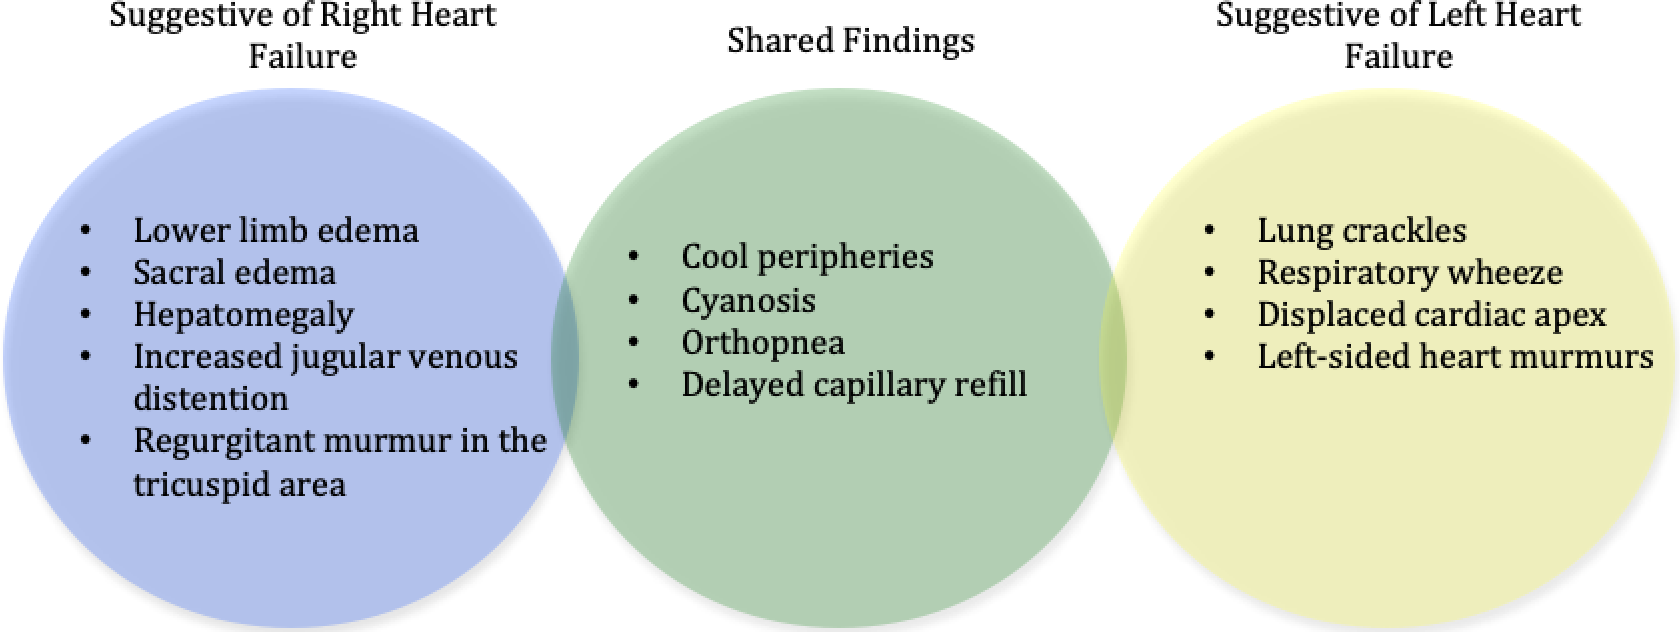 Suggestive of Right Heart
Failure
• Lower limb edema
• Sacral edema
• Hepatomegaly
• Increased jugular venous
distention
• Regurgitant murmur in the
tricuspid area
Shared Findings
• Cool peripheries
• Cyanosis
• Orthopnea
• Delayed capillary refill
Suggestive of Left Heart
Failure
• Lung crackles
• Respiratory wheeze
• Displaced cardiac apex
• Left-sided heart murmurs